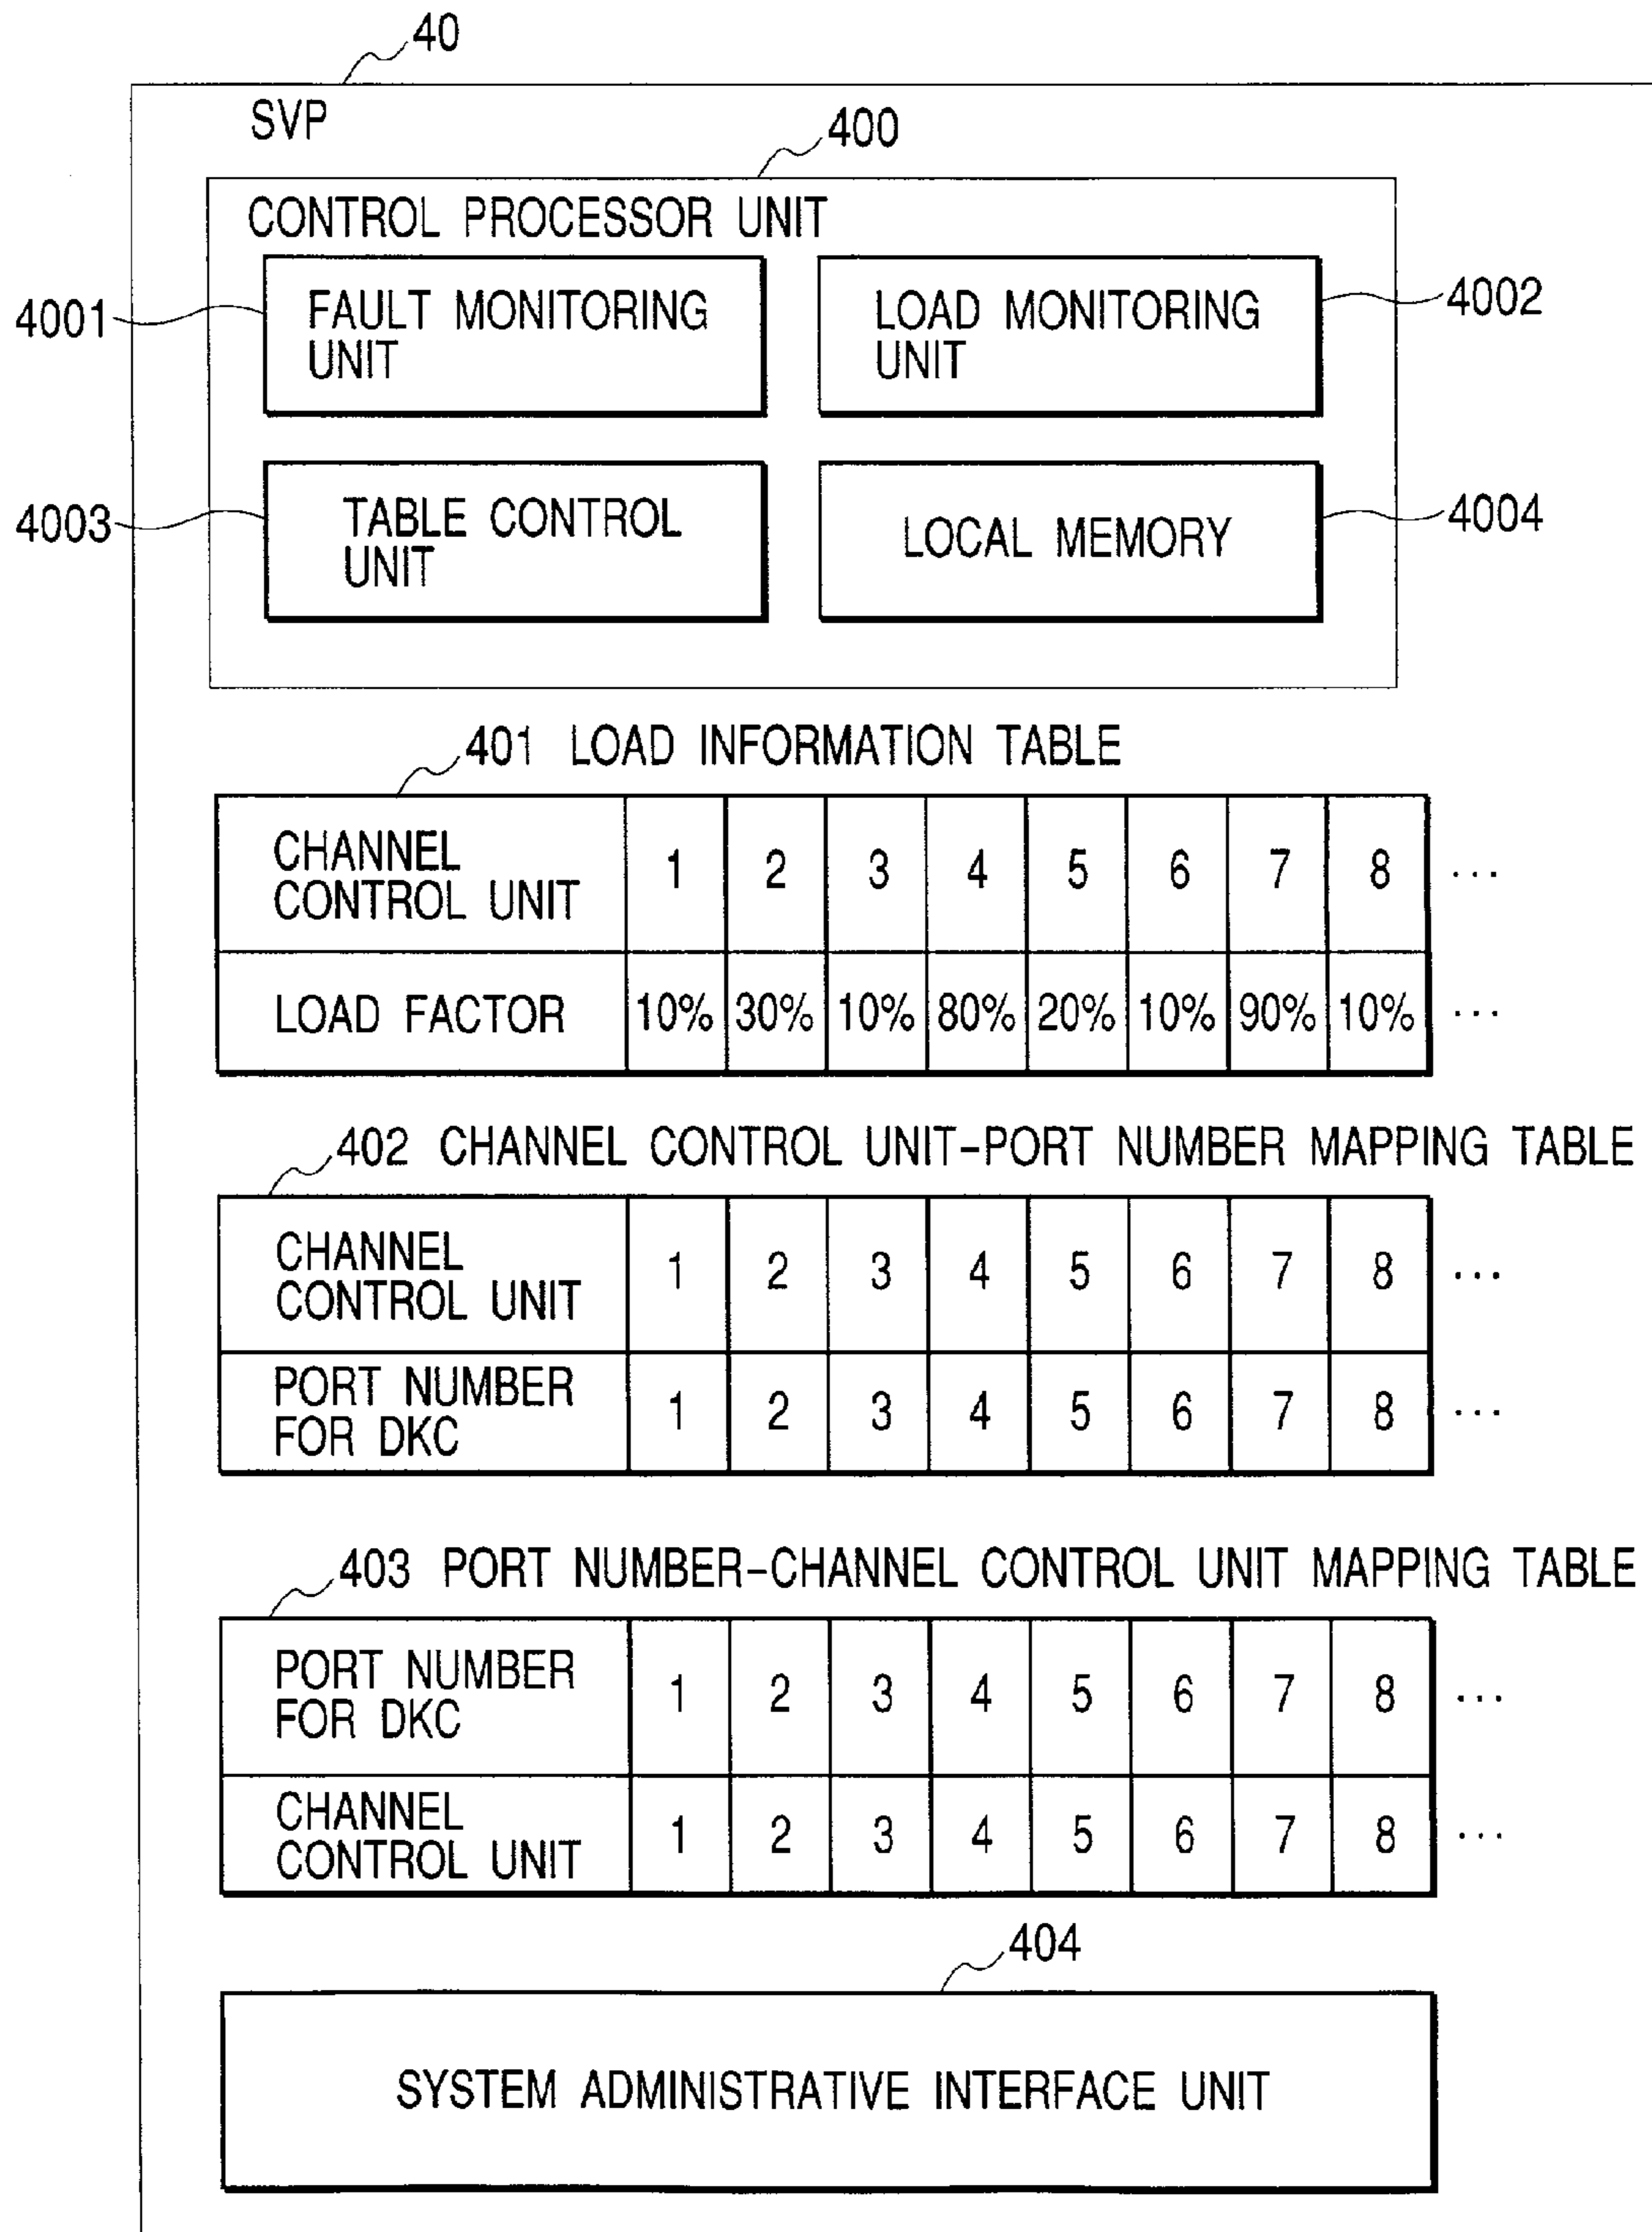 40
SVP
400
CONTROL PROCESSOR UNIT
4001
FAULT MONITORING
UNIT
LOAD MONITORING
UNIT
4002
4003
TABLE CONTROL
UNIT
LOCAL MEMORY
4004
401 LOAD INFORMATION TABLE
CHANNEL
CONTROL UNIT
1 2 3 4 5 6 7 8 ...
LOAD FACTOR 10% 30% 10% 80% 20% 10% 90% 10% ...
402 CHANNEL CONTROL UNIT-PORT NUMBER MAPPING TABLE
CHANNEL
CONTROL UNIT
1 2 3 4 5 6 7 8 ...
PORT NUMBER
FOR DKC
1 2 3 4 5 6 7 8 ...
403 PORT NUMBER-CHANNEL CONTROL UNIT MAPPING TABLE
PORT NUMBER
FOR DKC
1 2 3 4 5 6 7 8 ...
CHANNEL
CONTROL UNIT
1 2 3 4 5 6 7 8 ...
404
SYSTEM ADMINISTRATIVE INTERFACE UNIT